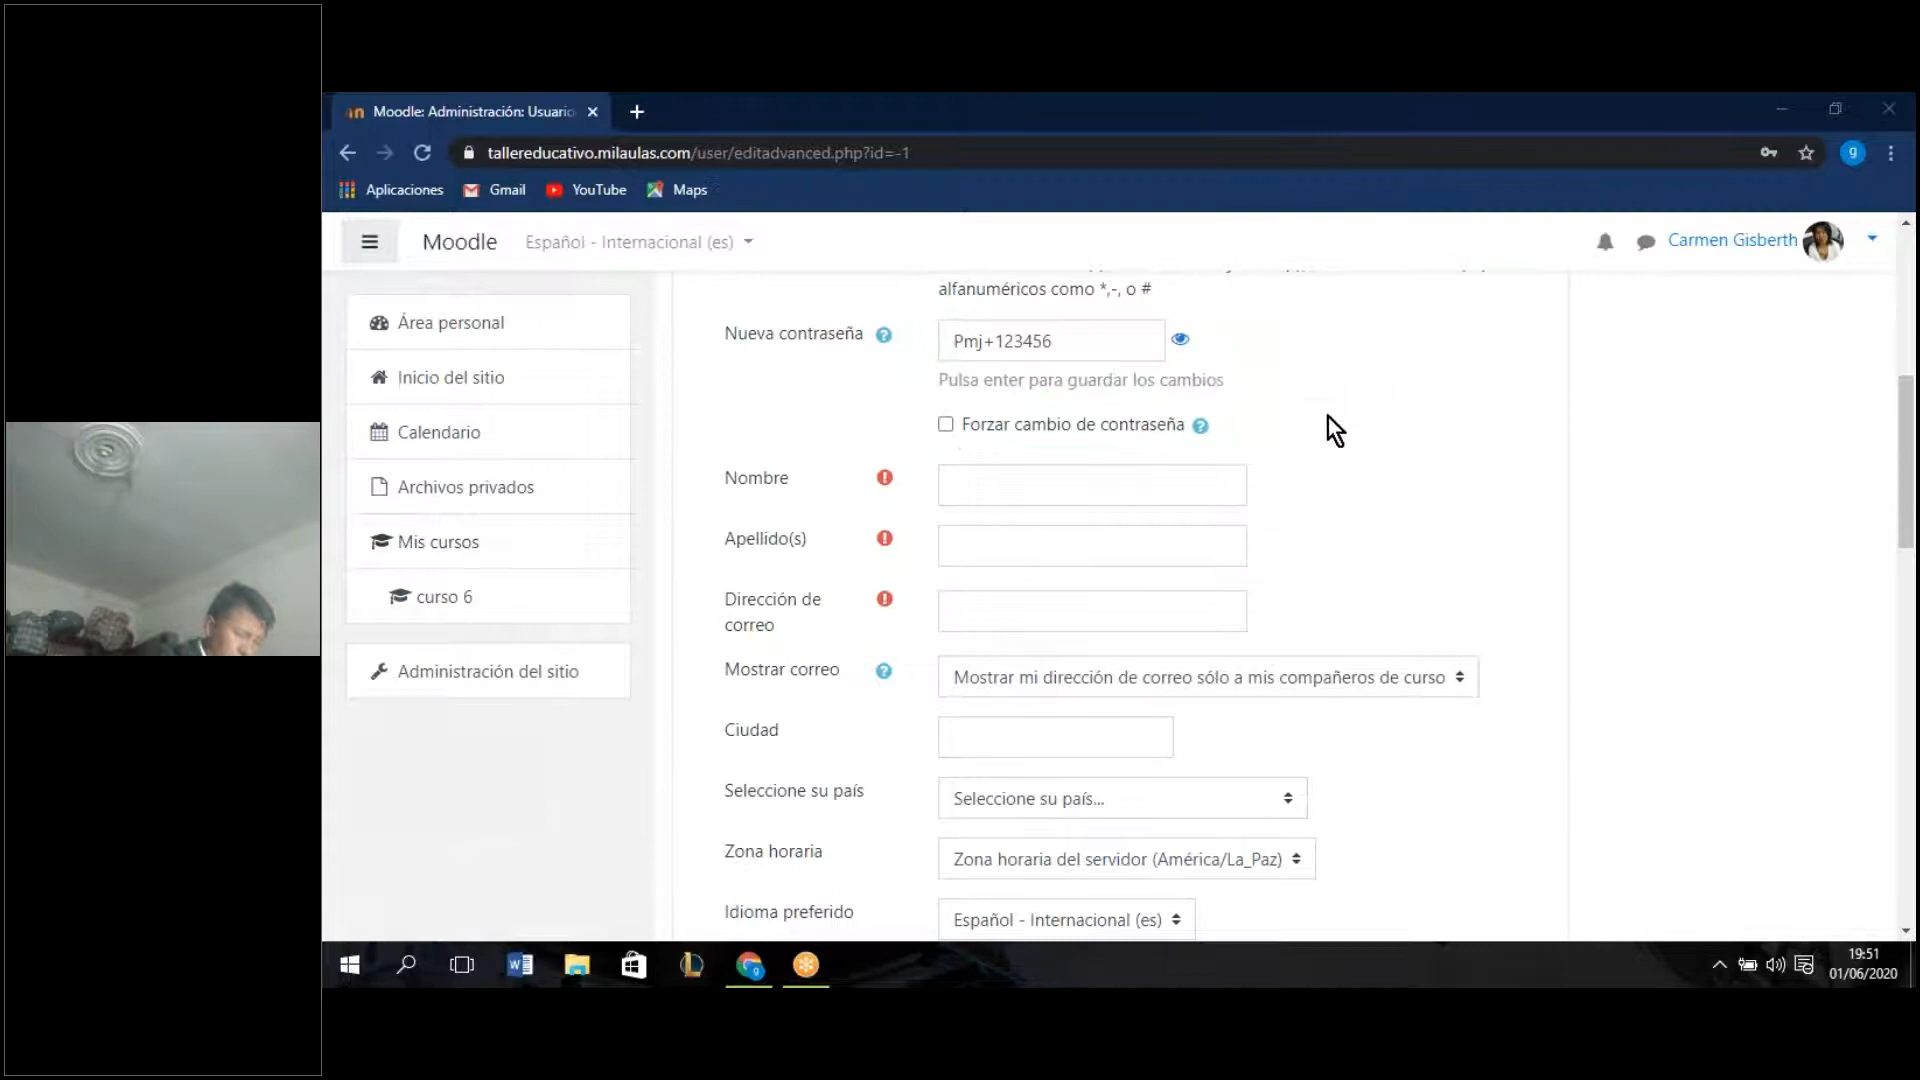 Moodle: Administración: Usuario
tallereducativo.milaulas.com/user/editadvanced.php?id=-1
g
Aplicaciones
Gmail
YouTube
Maps
Moodle
Español - Internacional (es)
Carmen Gisberth
Área personal
Inicio del sitio
Calendario
Archivos privados
Mis cursos
curso 6
Administración del sitio
alfanuméricos como *,-, o #
Nueva contraseña
Pmj+123456
Pulsa enter para guardar los cambios
Forzar cambio de contraseña
Nombre
Apellido(s)
Dirección de
correo
Mostrar correo
Mostrar mi dirección de correo sólo a mis compañeros de curso
Ciudad
Seleccione su país
Seleccione su país...
Zona horaria
Zona horaria del servidor (América/La_Paz)
Idioma preferido
Español - Internacional (es)
19:51
01/06/2020